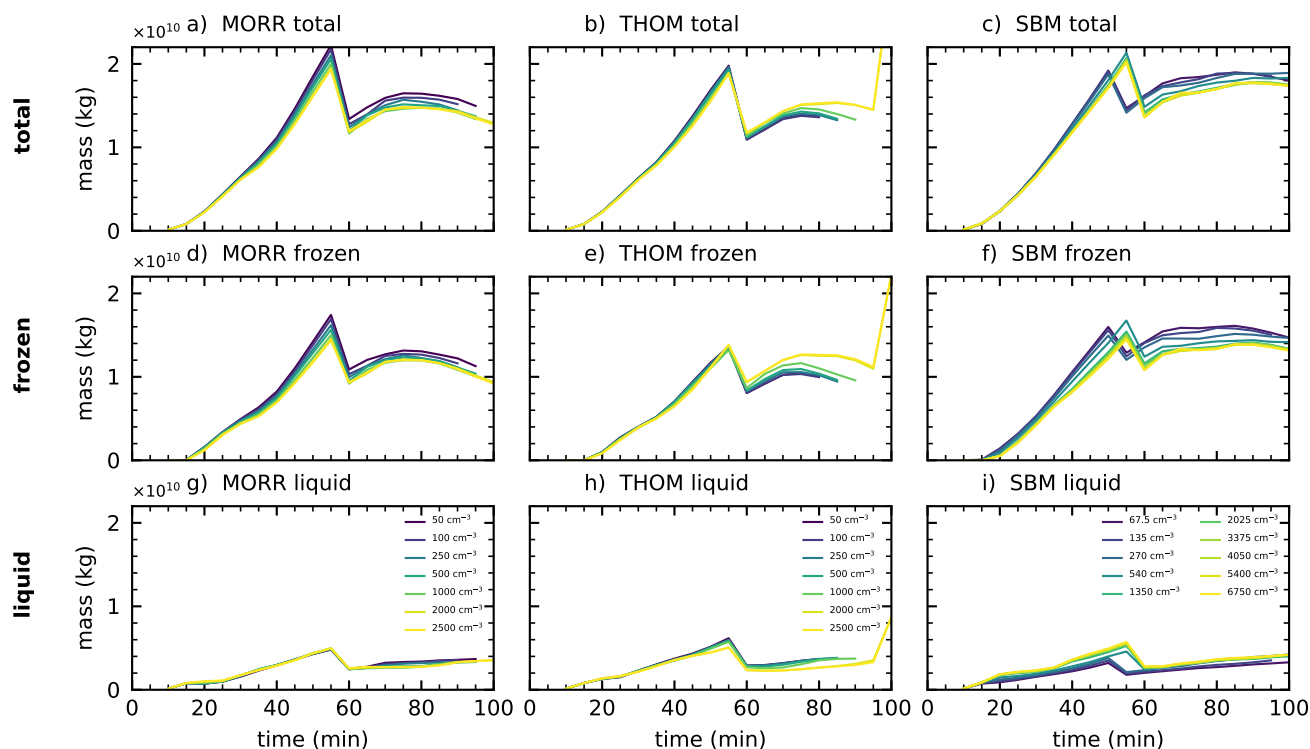 ×10¹⁰ a) MORR total
b) THOM total
c) SBM total
total
mass (kg)
2
1
0
×10¹⁰
d) MORR frozen
e) THOM frozen
f) SBM frozen
frozen
mass (kg)
2
1
0
×10¹⁰ g) MORR liquid
h) THOM liquid
i) SBM liquid
liquid
mass (kg)
2
1
0
50 cm⁻³
100 cm⁻³
250 cm⁻³
500 cm⁻³
1000 cm⁻³
2000 cm⁻³
2500 cm⁻³
50 cm⁻³
100 cm⁻³
250 cm⁻³
500 cm⁻³
1000 cm⁻³
2000 cm⁻³
2500 cm⁻³
67.5 cm⁻³
135 cm⁻³
270 cm⁻³
540 cm⁻³
1350 cm⁻³
2025 cm⁻³
3375 cm⁻³
4050 cm⁻³
5400 cm⁻³
6750 cm⁻³
0 20 40 60 80 100
0 20 40 60 80 100
0 20 40 60 80 100
time (min)
time (min)
time (min)